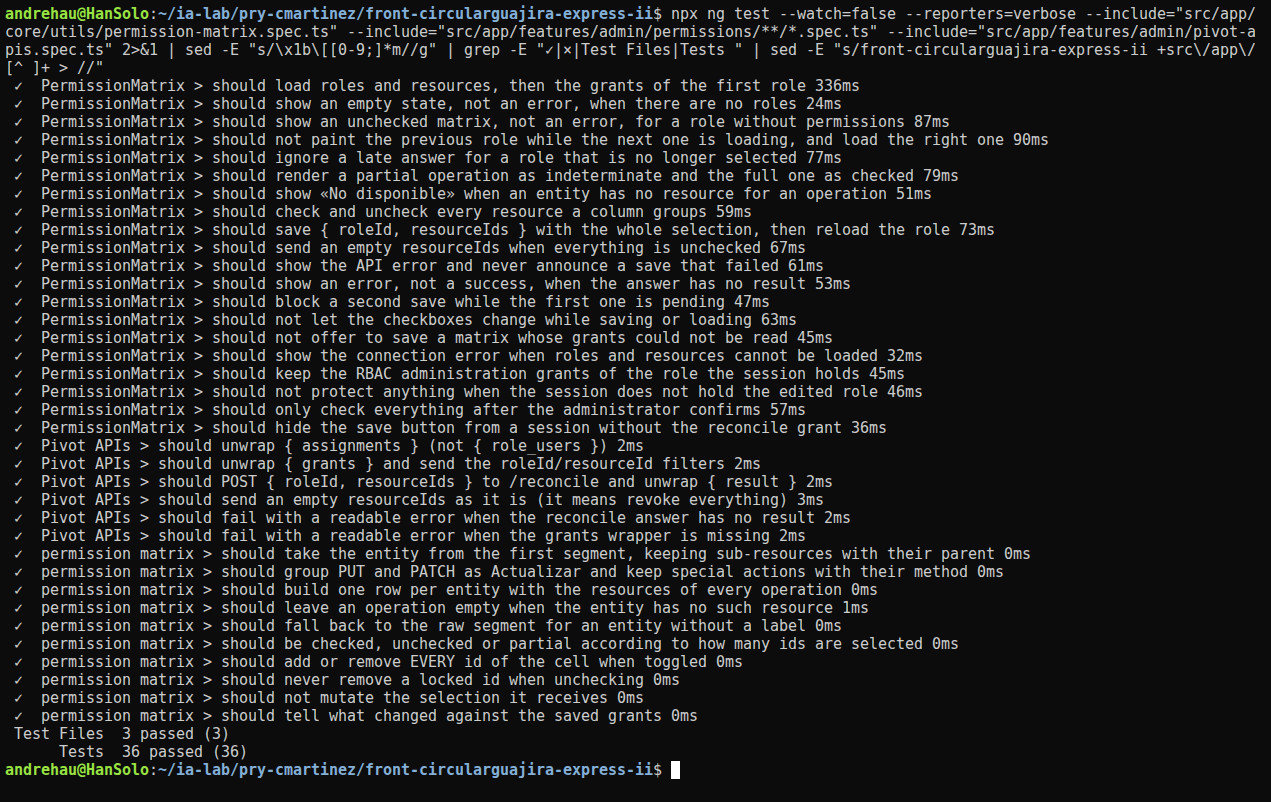 andrehau@HanSolo:~/ia-lab/pry-cmartinez/front-circularguajira-express-ii$ npx ng test --watch=false --reporters=verbose --include="src/app/
core/utils/permission-matrix.spec.ts" --include="src/app/features/admin/permissions/**/*.spec.ts" --include="src/app/features/admin/pivot-a
pis.spec.ts" 2>&1 | sed -E "s/\x1b\[[0-9;]*m//g" | grep -E "✓|×|Test Files|Tests " | sed -E "s/front-circularguajira-express-ii +src\/app\/
[^ ]+ > //"
✓ PermissionMatrix > should load roles and resources, then the grants of the first role 336ms
✓ PermissionMatrix > should show an empty state, not an error, when there are no roles 24ms
✓ PermissionMatrix > should show an unchecked matrix, not an error, for a role without permissions 87ms
✓ PermissionMatrix > should not paint the previous role while the next one is loading, and load the right one 90ms
✓ PermissionMatrix > should ignore a late answer for a role that is no longer selected 77ms
✓ PermissionMatrix > should render a partial operation as indeterminate and the full one as checked 79ms
✓ PermissionMatrix > should show «No disponible» when an entity has no resource for an operation 51ms
✓ PermissionMatrix > should check and uncheck every resource a column groups 59ms
✓ PermissionMatrix > should save { roleId, resourceIds } with the whole selection, then reload the role 73ms
✓ PermissionMatrix > should send an empty resourceIds when everything is unchecked 67ms
✓ PermissionMatrix > should show the API error and never announce a save that failed 61ms
✓ PermissionMatrix > should show an error, not a success, when the answer has no result 53ms
✓ PermissionMatrix > should block a second save while the first one is pending 47ms
✓ PermissionMatrix > should not let the checkboxes change while saving or loading 63ms
✓ PermissionMatrix > should not offer to save a matrix whose grants could not be read 45ms
✓ PermissionMatrix > should show the connection error when roles and resources cannot be loaded 32ms
✓ PermissionMatrix > should keep the RBAC administration grants of the role the session holds 45ms
✓ PermissionMatrix > should not protect anything when the session does not hold the edited role 46ms
✓ PermissionMatrix > should only check everything after the administrator confirms 57ms
✓ PermissionMatrix > should hide the save button from a session without the reconcile grant 36ms
✓ Pivot APIs > should unwrap { assignments } (not { role_users }) 2ms
✓ Pivot APIs > should unwrap { grants } and send the roleId/resourceId filters 2ms
✓ Pivot APIs > should POST { roleId, resourceIds } to /reconcile and unwrap { result } 2ms
✓ Pivot APIs > should send an empty resourceIds as it is (it means revoke everything) 3ms
✓ Pivot APIs > should fail with a readable error when the reconcile answer has no result 2ms
✓ Pivot APIs > should fail with a readable error when the grants wrapper is missing 2ms
✓ permission matrix > should take the entity from the first segment, keeping sub-resources with their parent 0ms
✓ permission matrix > should group PUT and PATCH as Actualizar and keep special actions with their method 0ms
✓ permission matrix > should build one row per entity with the resources of every operation 0ms
✓ permission matrix > should leave an operation empty when the entity has no such resource 1ms
✓ permission matrix > should fall back to the raw segment for an entity without a label 0ms
✓ permission matrix > should be checked, unchecked or partial according to how many ids are selected 0ms
✓ permission matrix > should add or remove EVERY id of the cell when toggled 0ms
✓ permission matrix > should never remove a locked id when unchecking 0ms
✓ permission matrix > should not mutate the selection it receives 0ms
✓ permission matrix > should tell what changed against the saved grants 0ms
Test Files 3 passed (3)
Tests 36 passed (36)
andrehau@HanSolo:~/ia-lab/pry-cmartinez/front-circularguajira-express-ii$